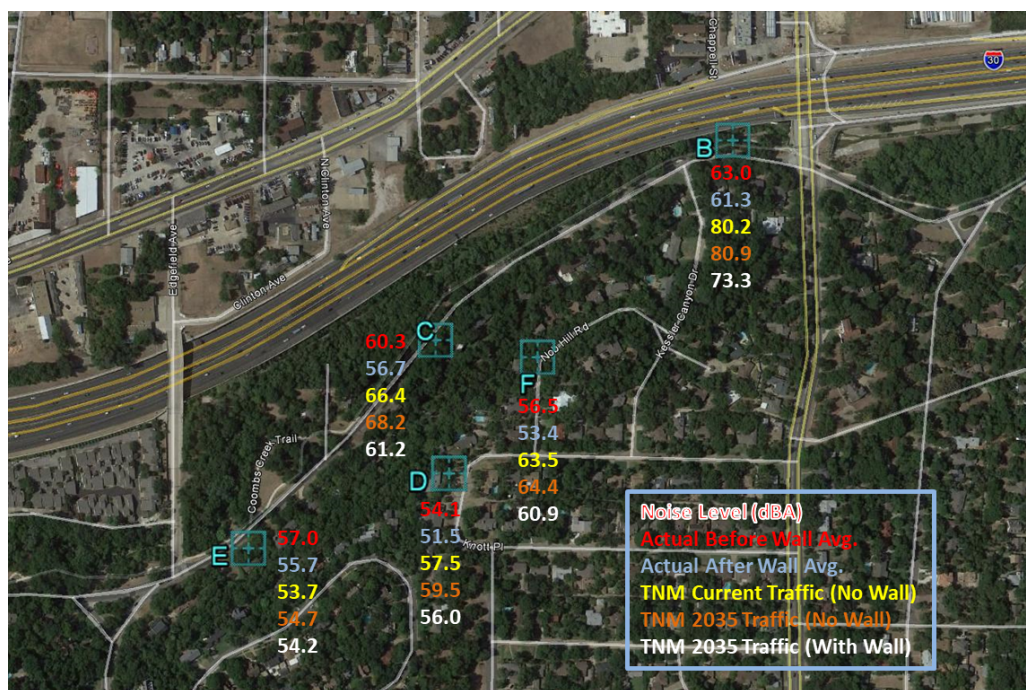 Chappell St
30
B
63.0
61.3
80.2
80.9
73.3
N Clinton Ave
Edgefield Ave
Clinton Ave
Kessler Canyon Dr
C
60.3
56.7
66.4
68.2
61.2
Nob Hill Rd
F
56.5
53.4
63.5
64.4
60.9
Coombs Creek Trail
D
54.1
51.5
57.5
59.5
56.0
Knott Pl
E
57.0
55.7
53.7
54.7
54.2
Noise Level (dBA)
Actual Before Wall Avg.
Actual After Wall Avg.
TNM Current Traffic (No Wall)
TNM 2035 Traffic (No Wall)
TNM 2035 Traffic (With Wall)